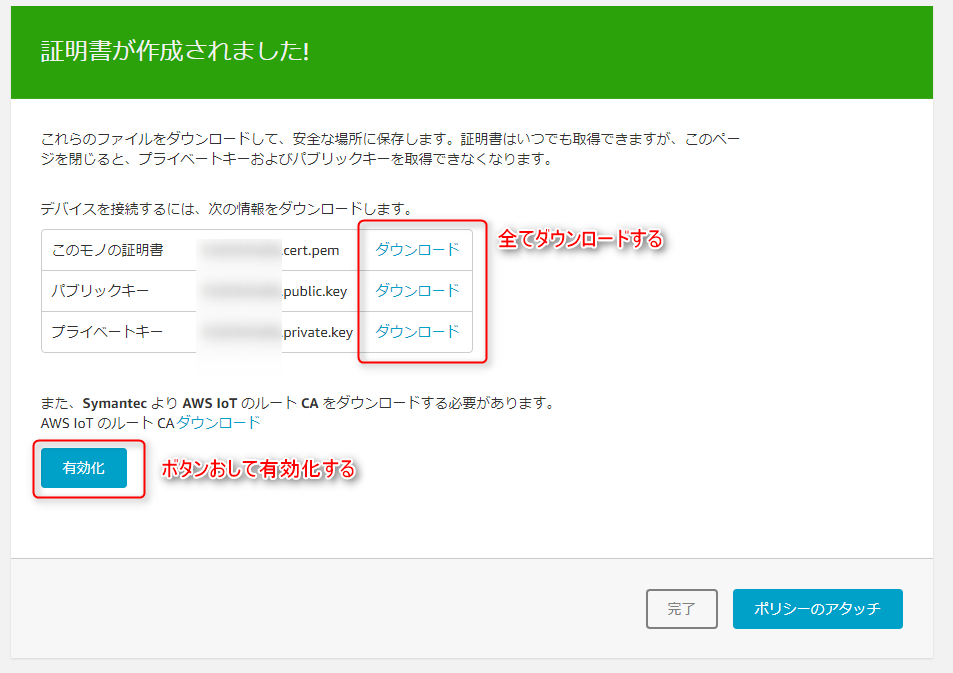 証明書が作成されました!
これらのファイルをダウンロードして、安全な場所に保存します。証明書はいつでも取得できますが、このペー
ジを閉じると、プライベートキーおよびパブリックキーを取得できなくなります。
デバイスを接続するには、次の情報をダウンロードします。
全てダウンロードする
このモノの証明書 .cert.pem ダウンロード
パブリックキー .public.key ダウンロード
プライベートキー .private.key ダウンロード
また、Symantec より AWS IoT のルート CA をダウンロードする必要があります。
AWS IoT のルート CAダウンロード
有効化 ボタンおして有効化する
完了 ポリシーのアタッチ